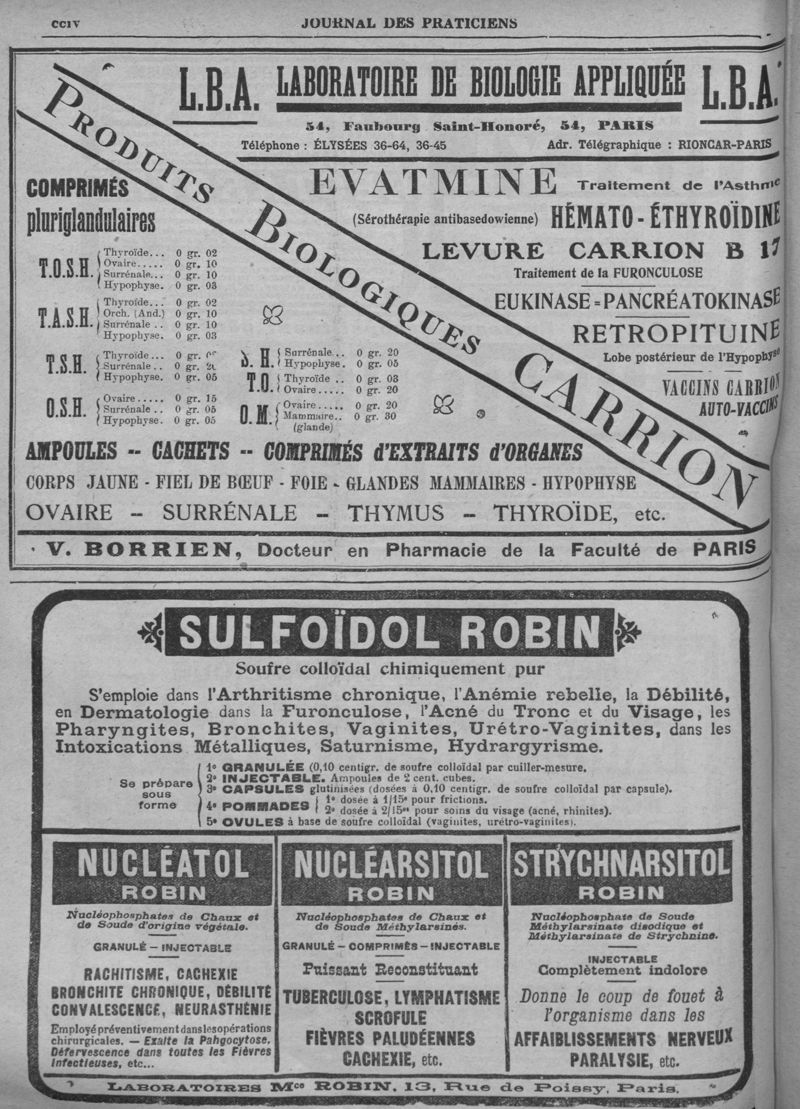 CCIV
JOURNAL DES PRATICIENS
L.B.A. LABORATOIRE DE BIOLOGIE APPLIQUÉE L.B.A.
54, Faubourg Saint-Honoré, 54, PARIS
Téléphone : ÉLYSÉES 36-64, 36-45
Adr. Télégraphique : RIONCAR-PARIS
PRODUITS BIOLOGIQUES CARRION
COMPRIMÉS
pluriglandulaires
T.O.S.H.
Thyroïde... 0 gr. 02
Ovaire..... 0 gr. 10
Surrénale... 0 gr. 10
Hypophyse. 0 gr. 03
T.A.S.H.
Thyroïde... 0 gr. 02
Orch. (And.) 0 gr. 10
Surrénale .. 0 gr. 10
Hypophyse. 0 gr. 03
T.S.H.
Thyroïde... 0 gr.
Surrénale .. 0 gr.
Hypophyse. 0 gr. 05
O.S.H.
Ovaire..... 0 gr. 15
Surrénale .. 0 gr. 05
Hypophyse. 0 gr. 05
S. H.
Surrénale.. 0 gr. 20
Hypophyse. 0 gr. 05
T.O.
Thyroïde .. 0 gr. 03
Ovaire..... 0 gr. 20
O.M.
Ovaire..... 0 gr. 20
Mammaire.. 0 gr. 30
(glande)
EVATMINE Traitement de l'Asthme
(Sérothérapie antibasedowienne) HÉMATO-ÉTHYROÏDINE
LEVURE CARRION B 17
Traitement de la FURONCULOSE
EUKINASE=PANCRÉATOKINASE
RETROPITUINE
Lobe postérieur de l'Hypophyse
VACCINS CARRION
AUTO-VACCINS
AMPOULES -- CACHETS -- COMPRIMÉS d'EXTRAITS d'ORGANES
CORPS JAUNE - FIEL DE BŒUF - FOIE - GLANDES MAMMAIRES - HYPOPHYSE
OVAIRE – SURRÉNALE – THYMUS – THYROÏDE, etc.
V. BORRIEN, Docteur en Pharmacie de la Faculté de PARIS
SULFOÏDOL ROBIN
Soufre colloïdal chimiquement pur
S'emploie dans l'Arthritisme chronique, l'Anémie rebelle, la Débilité,
en Dermatologie dans la Furonculose, l'Acné du Tronc et du Visage, les
Pharyngites, Bronchites, Vaginites, Urétro-Vaginites, dans les
Intoxications Métalliques, Saturnisme, Hydrargyrisme.
Se prépare
sous
forme
1° GRANULÉE (0,10 centigr. de soufre colloïdal par cuiller-mesure.
2° INJECTABLE. Ampoules de 2 cent. cubes.
3° CAPSULES glutinisées (dosées à 0,10 centigr. de soufre colloïdal par capsule).
4° POMMADES
1° dosée à 1/15e pour frictions.
2° dosée à 2/15es pour soins du visage (acné, rhinites).
5° OVULES à base de soufre colloïdal (vaginites, urétro-vaginites).
NUCLÉATOL
ROBIN
Nucléophosphates de Chaux et
de Soude d'origine végétale.
GRANULÉ – INJECTABLE
RACHITISME, CACHEXIE
BRONCHITE CHRONIQUE, DÉBILITÉ
CONVALESCENCE, NEURASTHÉNIE
Employé préventivement dans les opérations
chirurgicales. — Exalte la Pahgocytose.
Défervescence dans toutes les Fièvres
Infectieuses, etc...
NUCLÉARSITOL
ROBIN
Nucléophosphates de Chaux et
de Soude Méthylarsinés.
GRANULÉ – COMPRIMÉS – INJECTABLE
Puissant Reconstituant
TUBERCULOSE, LYMPHATISME
SCROFULE
FIÈVRES PALUDÉENNES
CACHEXIE, etc.
STRYCHNARSITOL
ROBIN
Nucléophosphate de Soude
Méthylarsinate disodique et
Méthylarsinate de Strychnine.
INJECTABLE
Complètement indolore
Donne le coup de fouet à
l'organisme dans les
AFFAIBLISSEMENTS NERVEUX
PARALYSIE, etc.
LABORATOIRES Mce ROBIN, 13, Rue de Poissy, Paris.